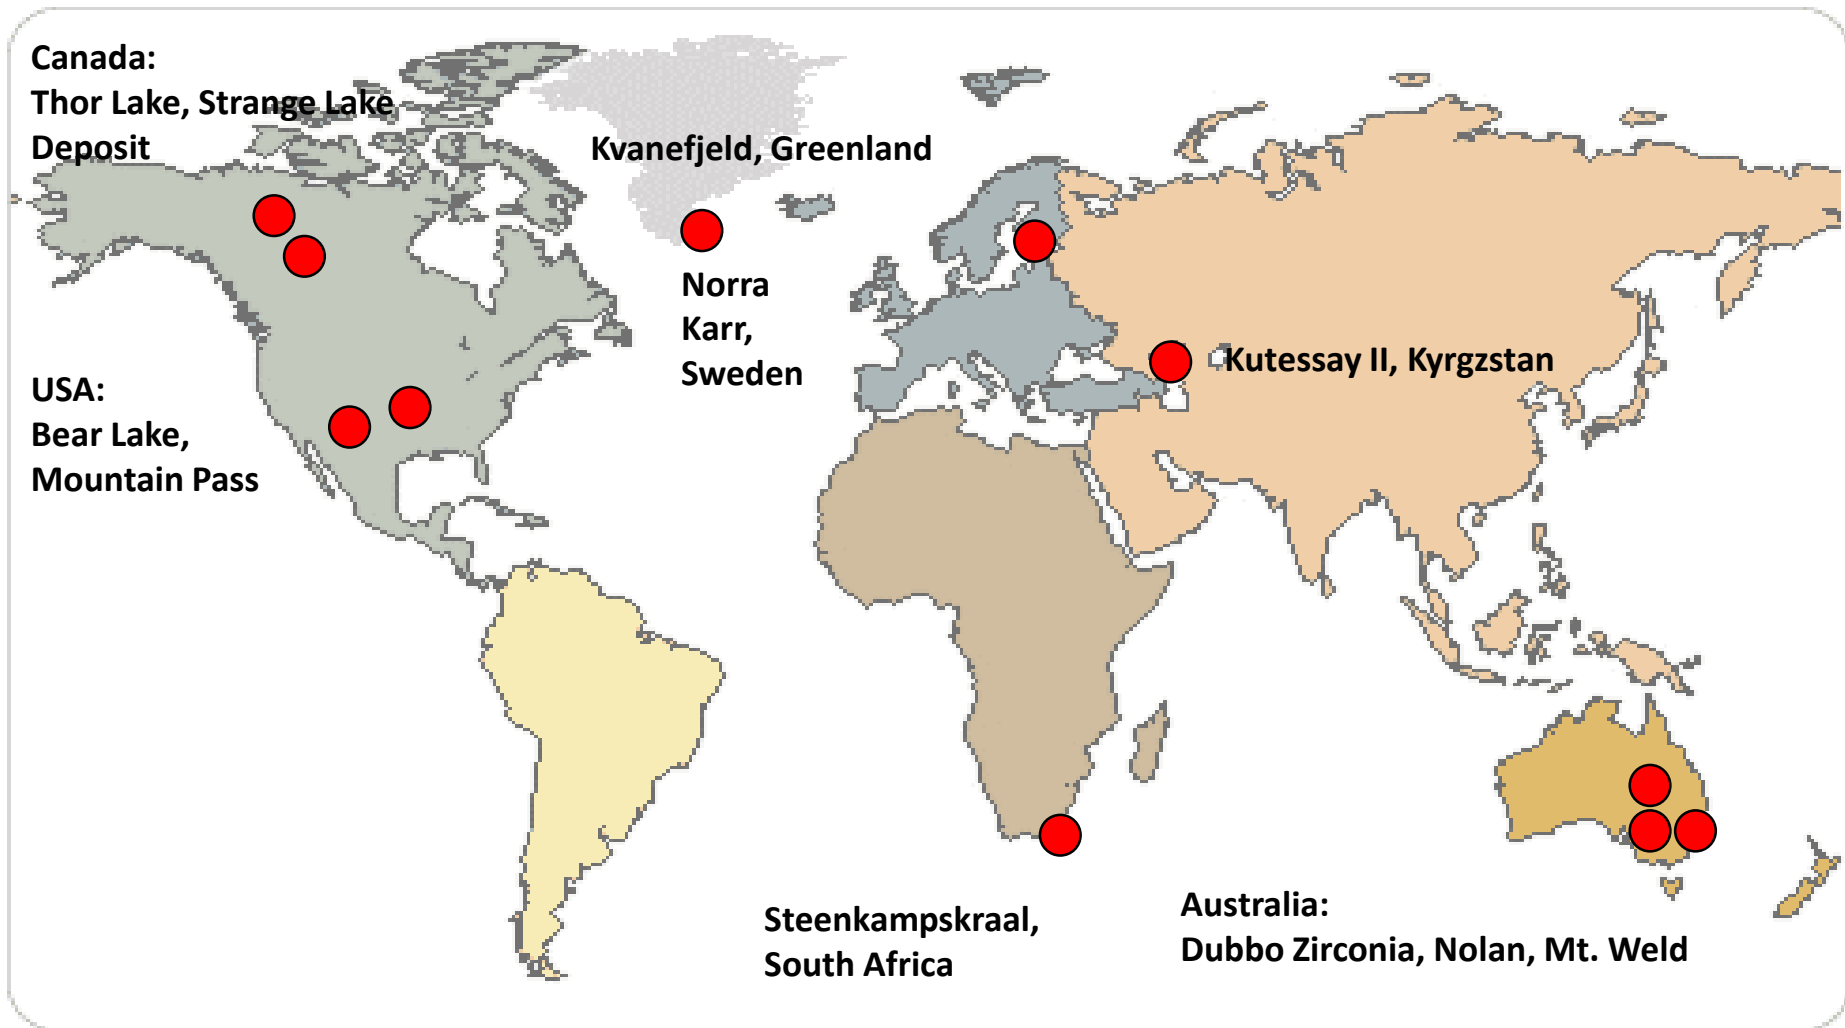 Canada:
Thor Lake, Strange Lake
Deposit
Kvanefjeld, Greenland
Norra
Karr,
Sweden
Kutessay II, Kyrgzstan
USA:
Bear Lake,
Mountain Pass
Steenkampskraal,
South Africa
Australia:
Dubbo Zirconia, Nolan, Mt. Weld